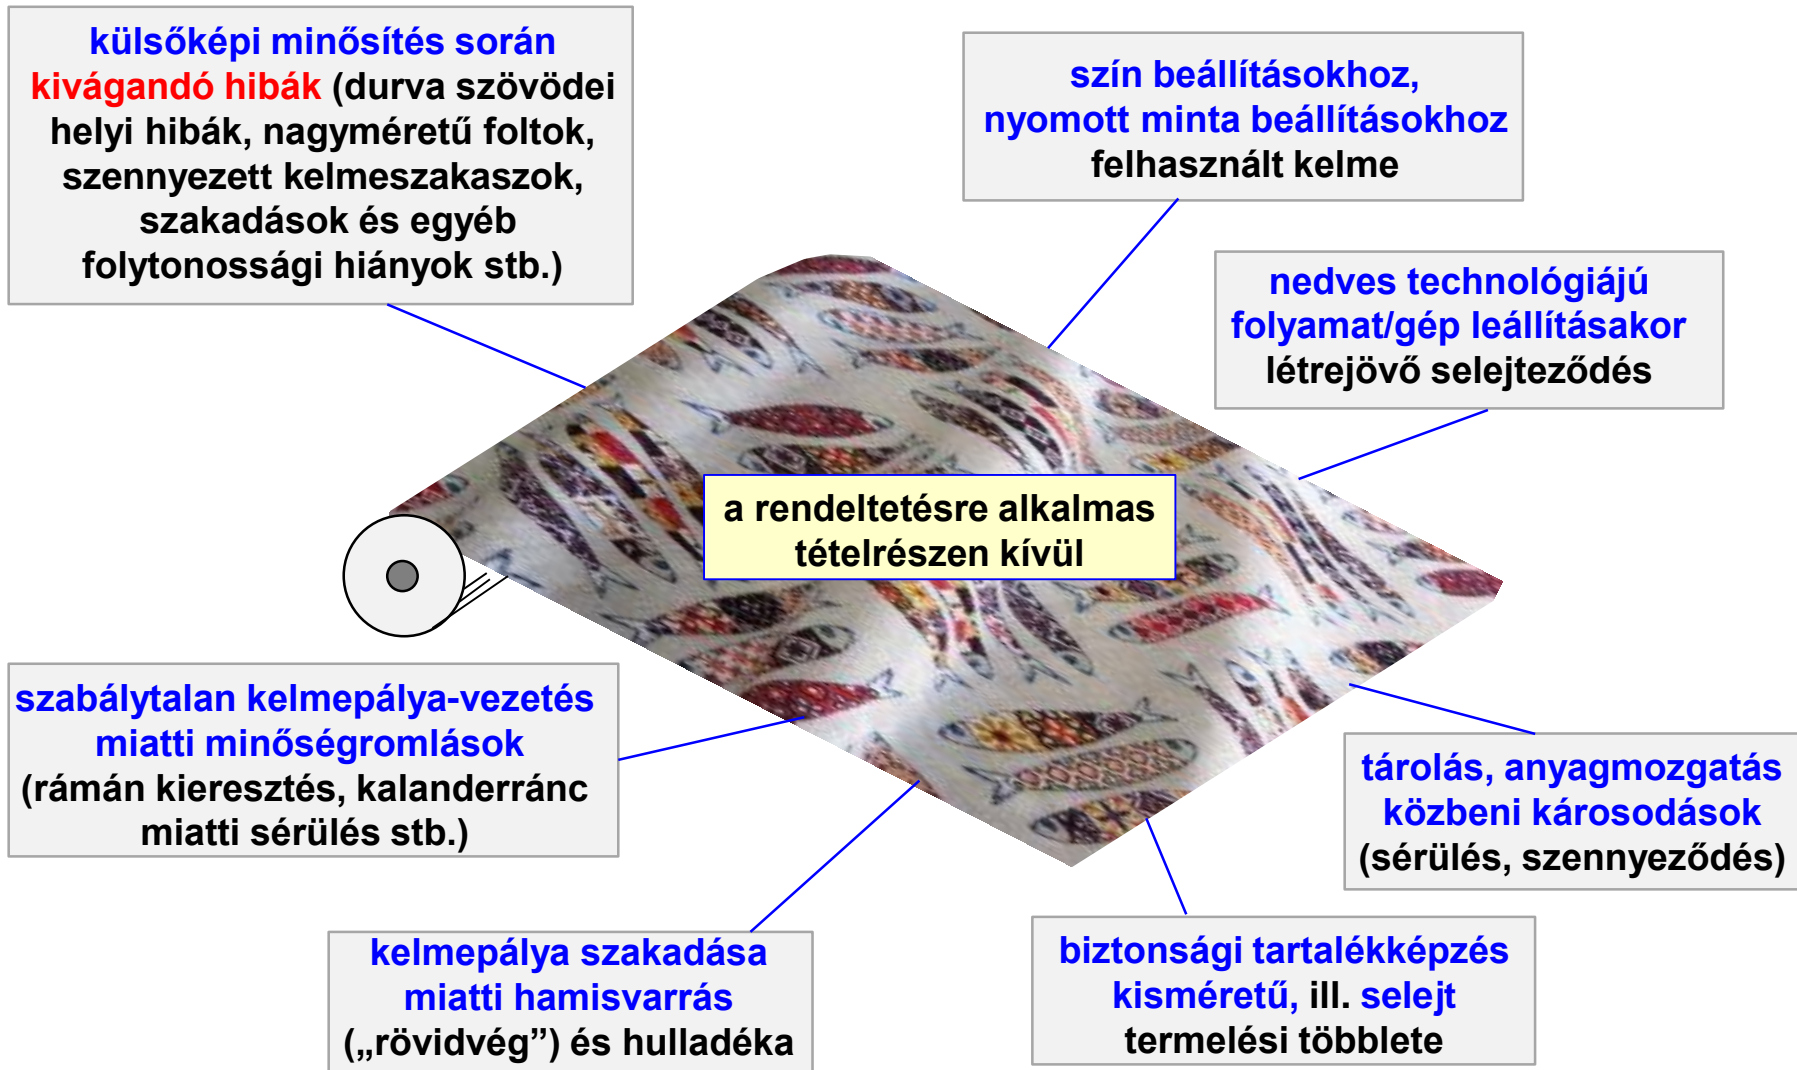 külsőképi minősítés során
kivágandó hibák (durva szövödei
helyi hibák, nagyméretű foltok,
szennyezett kelmeszakaszok,
szakadások és egyéb
folytonossági hiányok stb.)
szín beállításokhoz,
nyomott minta beállításokhoz
felhasznált kelme
nedves technológiájú
folyamat/gép leállításakor
létrejövő selejteződés
a rendeltetésre alkalmas
tételrészen kívül
szabálytalan kelmepálya-vezetés
miatti minőségromlások
(rámán kieresztés, kalanderránc
miatti sérülés stb.)
tárolás, anyagmozgatás
közbeni károsodások
(sérülés, szennyeződés)
kelmepálya szakadása
miatti hamisvarrás
(„rövidvég”) és hulladéka
biztonsági tartalékképzés
kisméretű, ill. selejt
termelési többlete